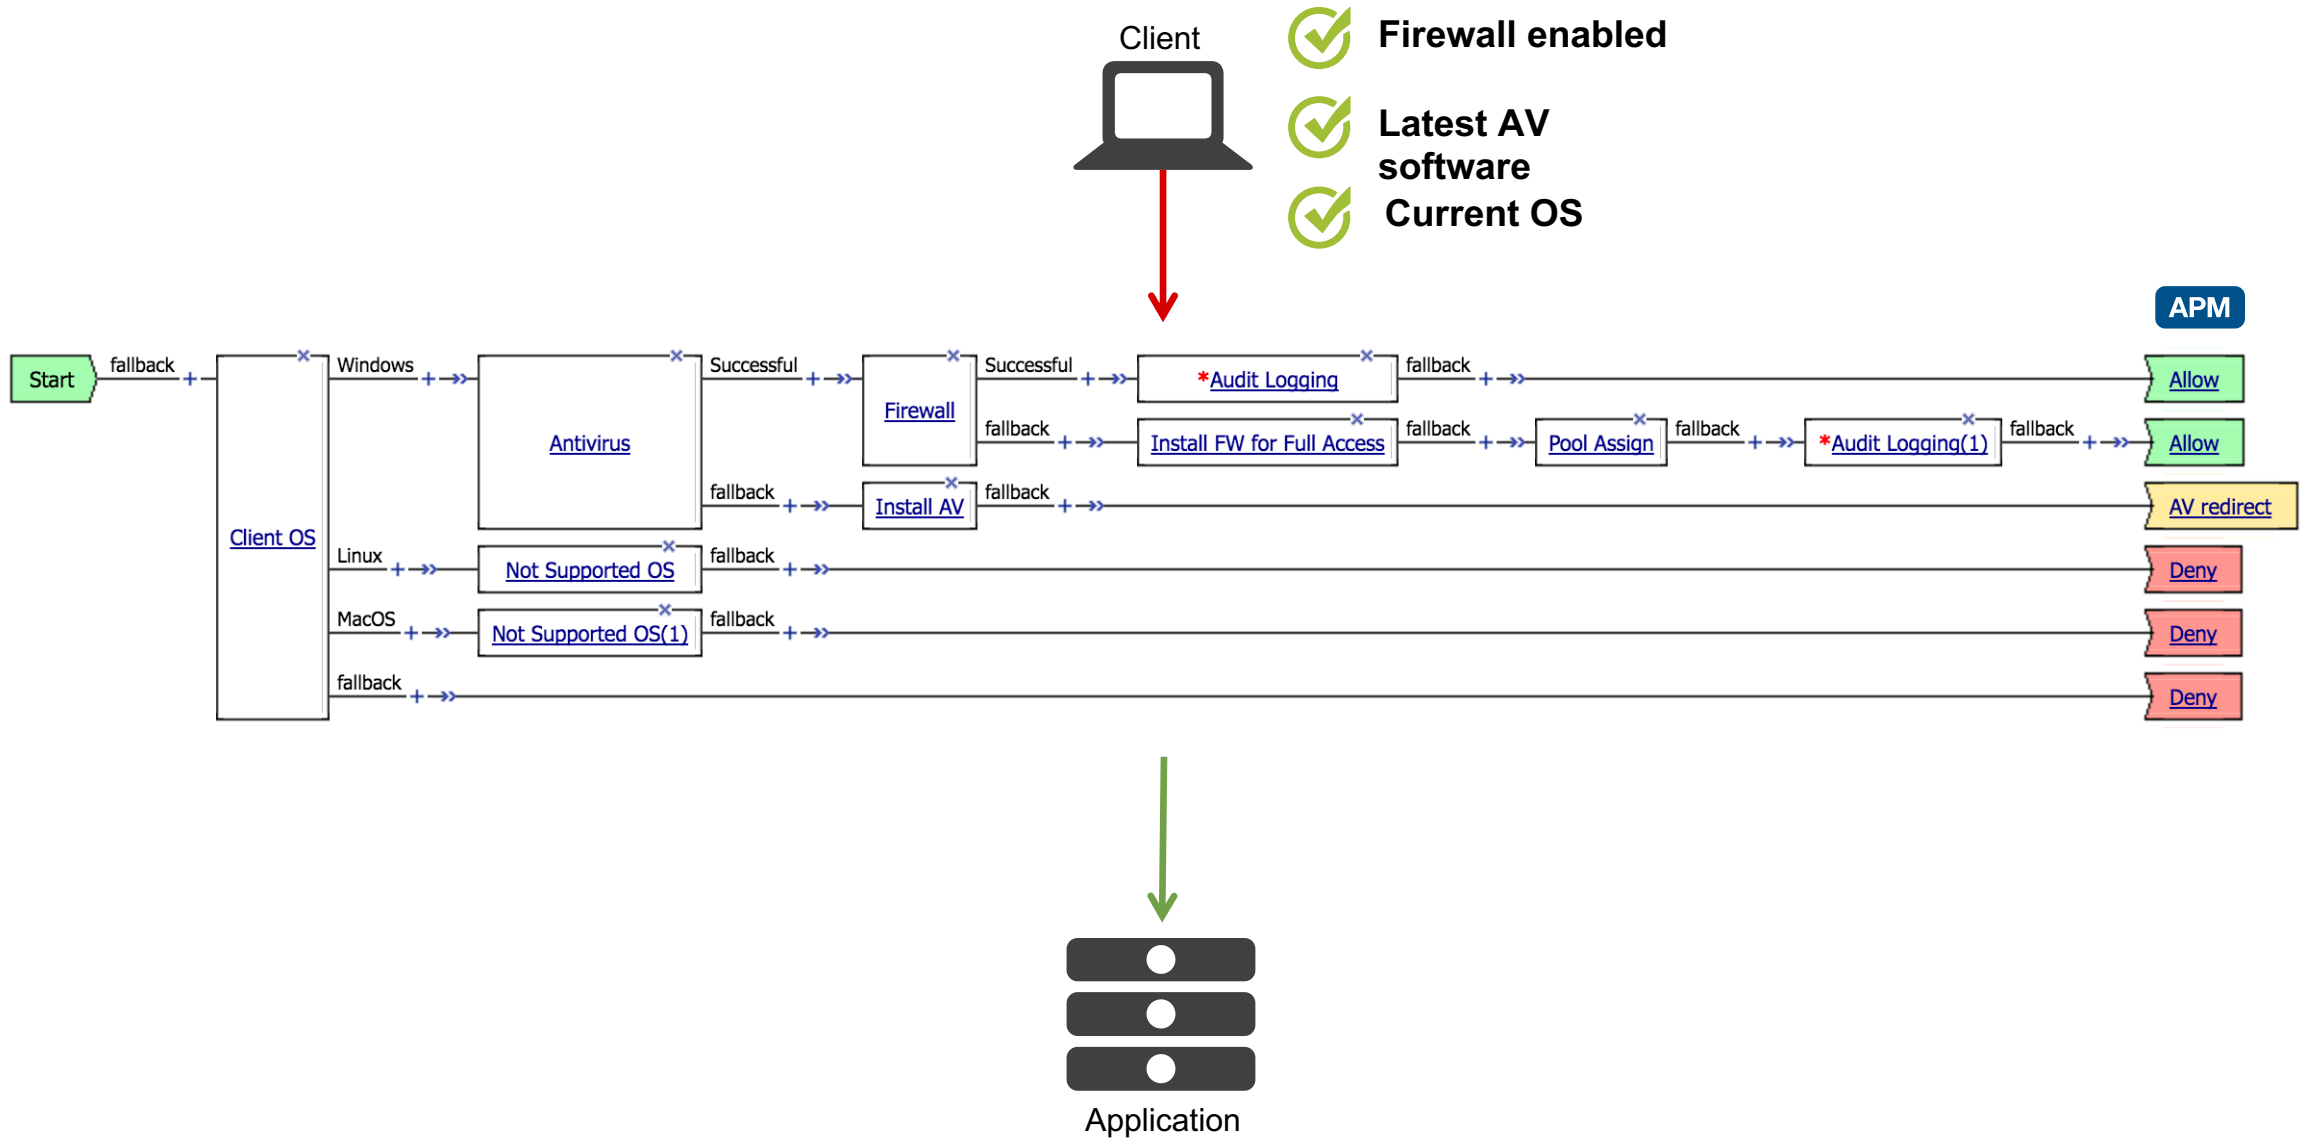 Client
Firewall enabled
Latest AV
software
Current OS
APM
Start fallback Windows Successful Successful *Audit Logging fallback Allow
Firewall
Antivirus fallback Install FW for Full Access fallback Pool Assign fallback *Audit Logging(1) fallback Allow
fallback Install AV fallback AV redirect
Client OS
Linux Not Supported OS fallback Deny
MacOS Not Supported OS(1) fallback Deny
fallback Deny
Application